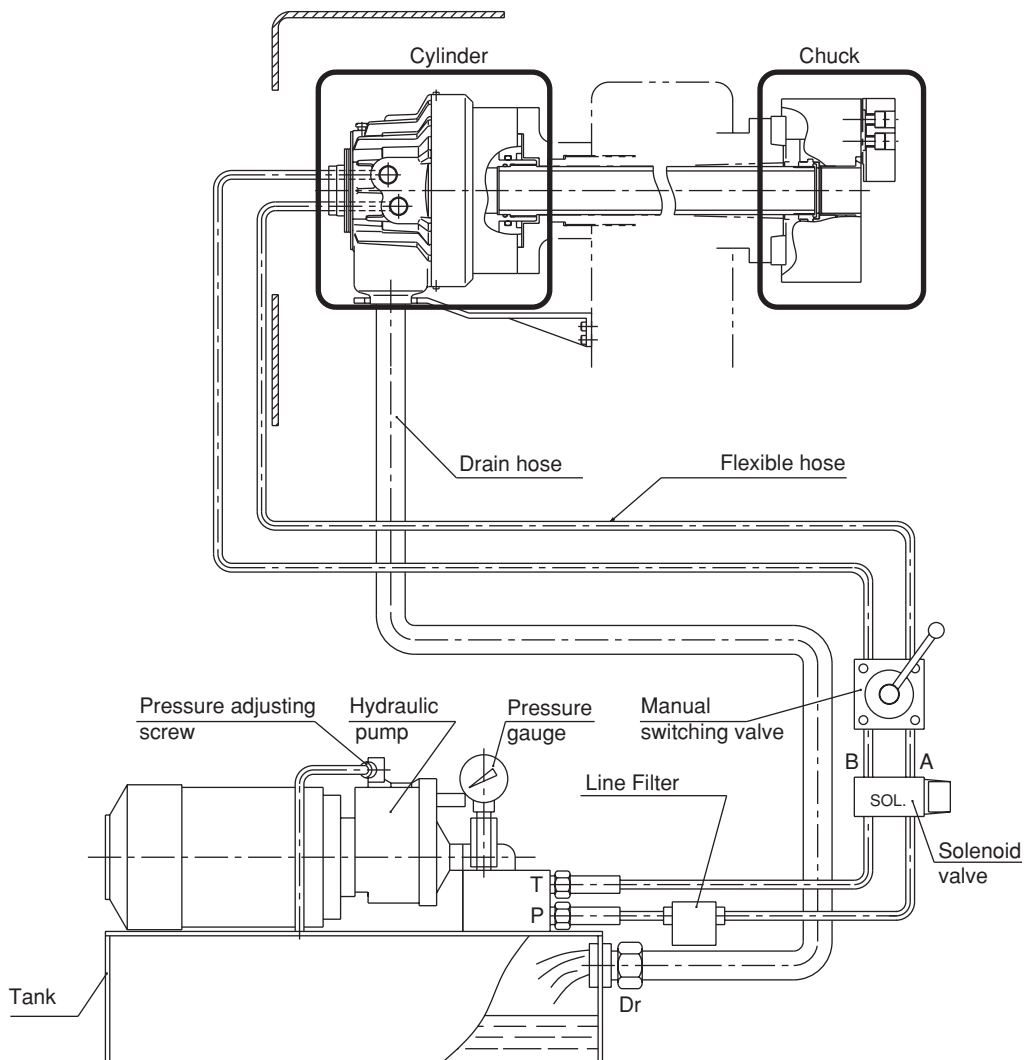 Cylinder
Chuck
Drain hose
Flexible hose
Pressure adjusting
screw
Hydraulic
pump
Pressure
gauge
Manual
switching valve
B
A
Line Filter
SOL.
Solenoid
valve
T
P
Tank
Dr